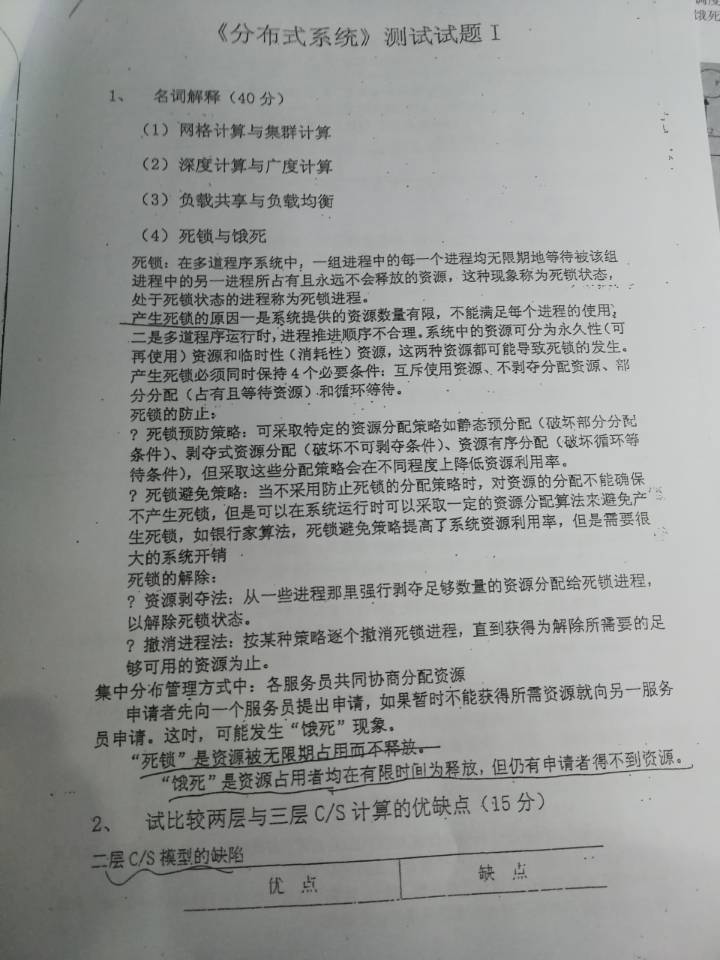 《分布式系统》测试试题 I
1、 名词解释（40 分）
（1）网格计算与集群计算
（2）深度计算与广度计算
（3）负载共享与负载均衡
（4）死锁与饿死
死锁：在多道程序系统中，一组进程中的每一个进程均无限期地等待被该组
进程中的另一进程所占有且永远不会释放的资源，这种现象称为死锁状态，
处于死锁状态的进程称为死锁进程。
产生死锁的原因一是系统提供的资源数量有限，不能满足每个进程的使用；
二是多道程序运行时，进程推进顺序不合理。系统中的资源可分为永久性（可
再使用）资源和临时性（消耗性）资源，这两种资源都可能导致死锁的发生。
产生死锁必须同时保持 4 个必要条件：互斥使用资源、不剥夺分配资源、部
分分配（占有且等待资源）和循环等待。
死锁的防止：
? 死锁预防策略：可采取特定的资源分配策略如静态预分配（破坏部分分配
条件）、剥夺式资源分配（破坏不可剥夺条件）、资源有序分配（破坏循环等
待条件），但采取这些分配策略会在不同程度上降低资源利用率。
? 死锁避免策略：当不采用防止死锁的分配策略时，对资源的分配不能确保
不产生死锁，但是可以在系统运行时可以采取一定的资源分配算法来避免产
生死锁，如银行家算法，死锁避免策略提高了系统资源利用率，但是需要很
大的系统开销
死锁的解除：
? 资源剥夺法：从一些进程那里强行剥夺足够数量的资源分配给死锁进程，
以解除死锁状态。
? 撤消进程法：按某种策略逐个撤消死锁进程，直到获得为解除所需要的足
够可用的资源为止。
集中分布管理方式中：各服务员共同协商分配资源
申请者先向一个服务员提出申请，如果暂时不能获得所需资源就向另一服务
员申请。这时，可能发生“饿死”现象。
“死锁”是资源被无限期占用而不释放。
“饿死”是资源占用者均在有限时间为释放，但仍有申请者得不到资源。
2、 试比较两层与三层 C/S 计算的优缺点（15 分）
二层 C/S 模型的缺陷
优 点 缺 点
饿死